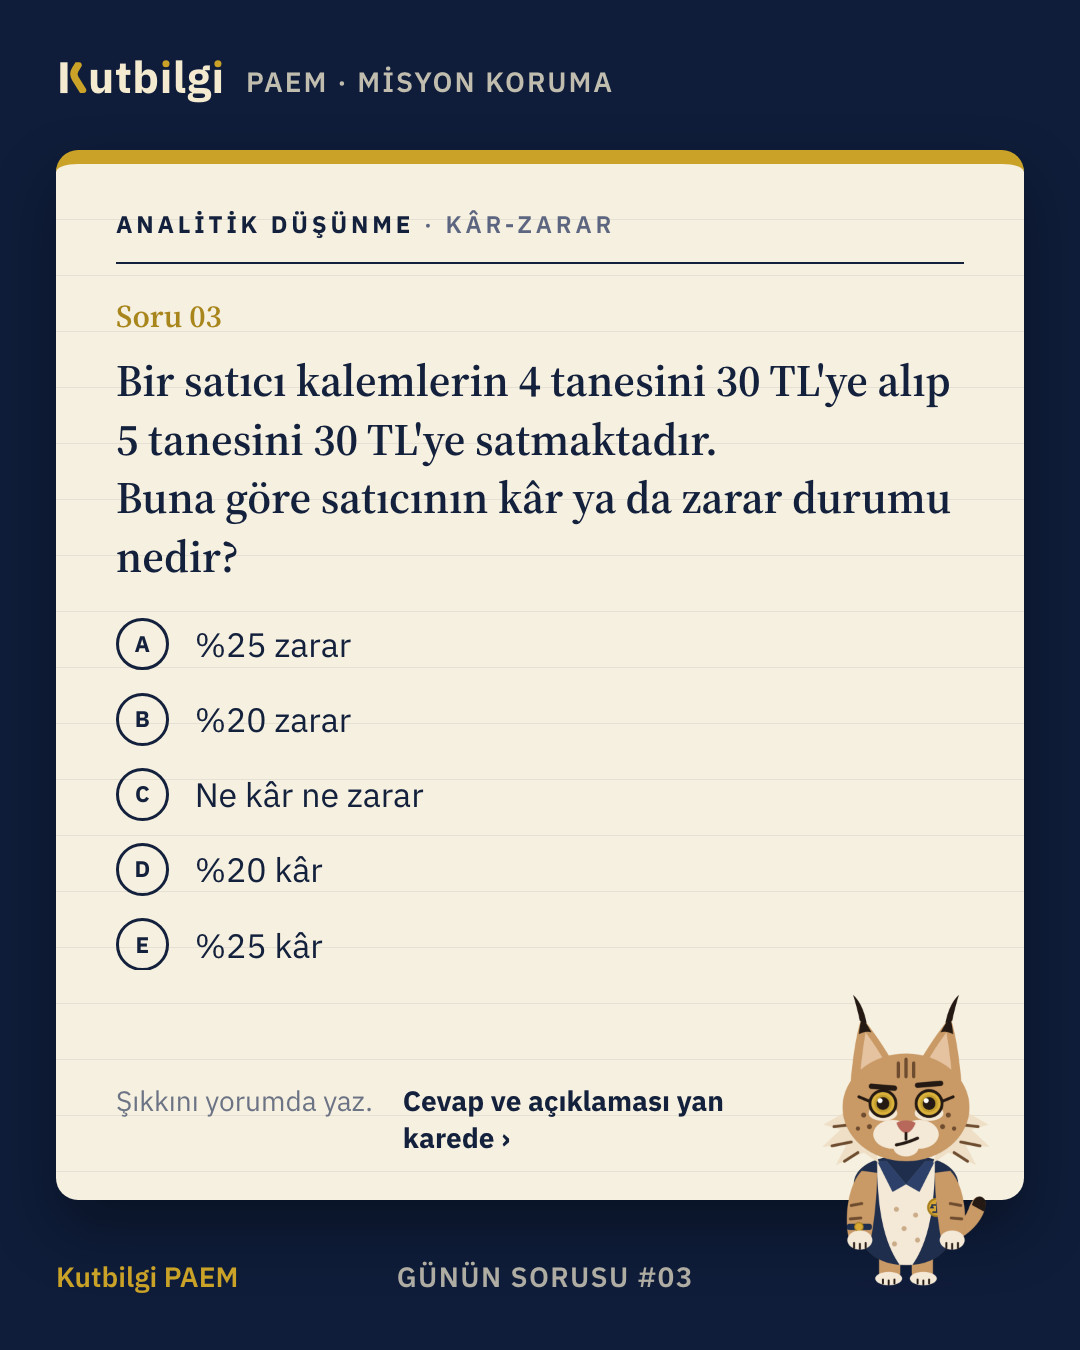 Kutbilgi PAEM · MİSYON KORUMA
ANALİTİK DÜŞÜNME · KÂR-ZARAR
Soru 03
Bir satıcı kalemlerin 4 tanesini 30 TL'ye alıp
5 tanesini 30 TL'ye satmaktadır.
Buna göre satıcının kâr ya da zarar durumu
nedir?
A %25 zarar
B %20 zarar
C Ne kâr ne zarar
D %20 kâr
E %25 kâr
Şıkkını yorumda yaz. Cevap ve açıklaması yan
karede ›
Kutbilgi PAEM GÜNÜN SORUSU #03